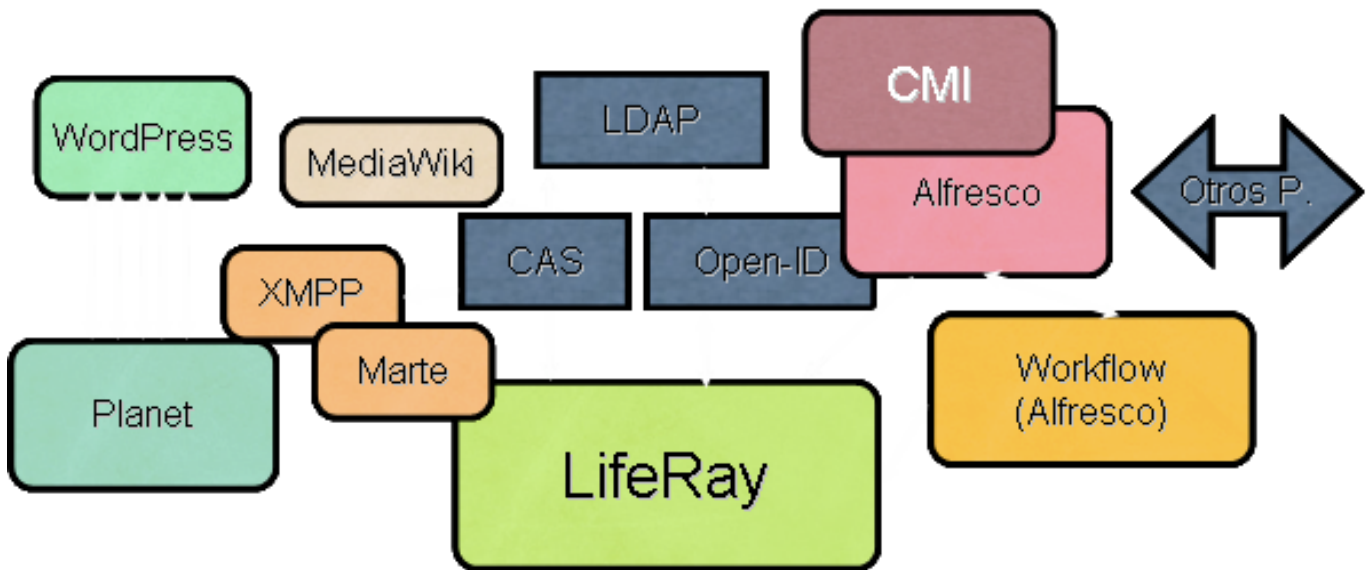 CMI
LDAP
WordPress
MediaWiki
Alfresco
Otros P.
CAS
Open-ID
XMPP
Marte
Workflow
(Alfresco)
Planet
LifeRay